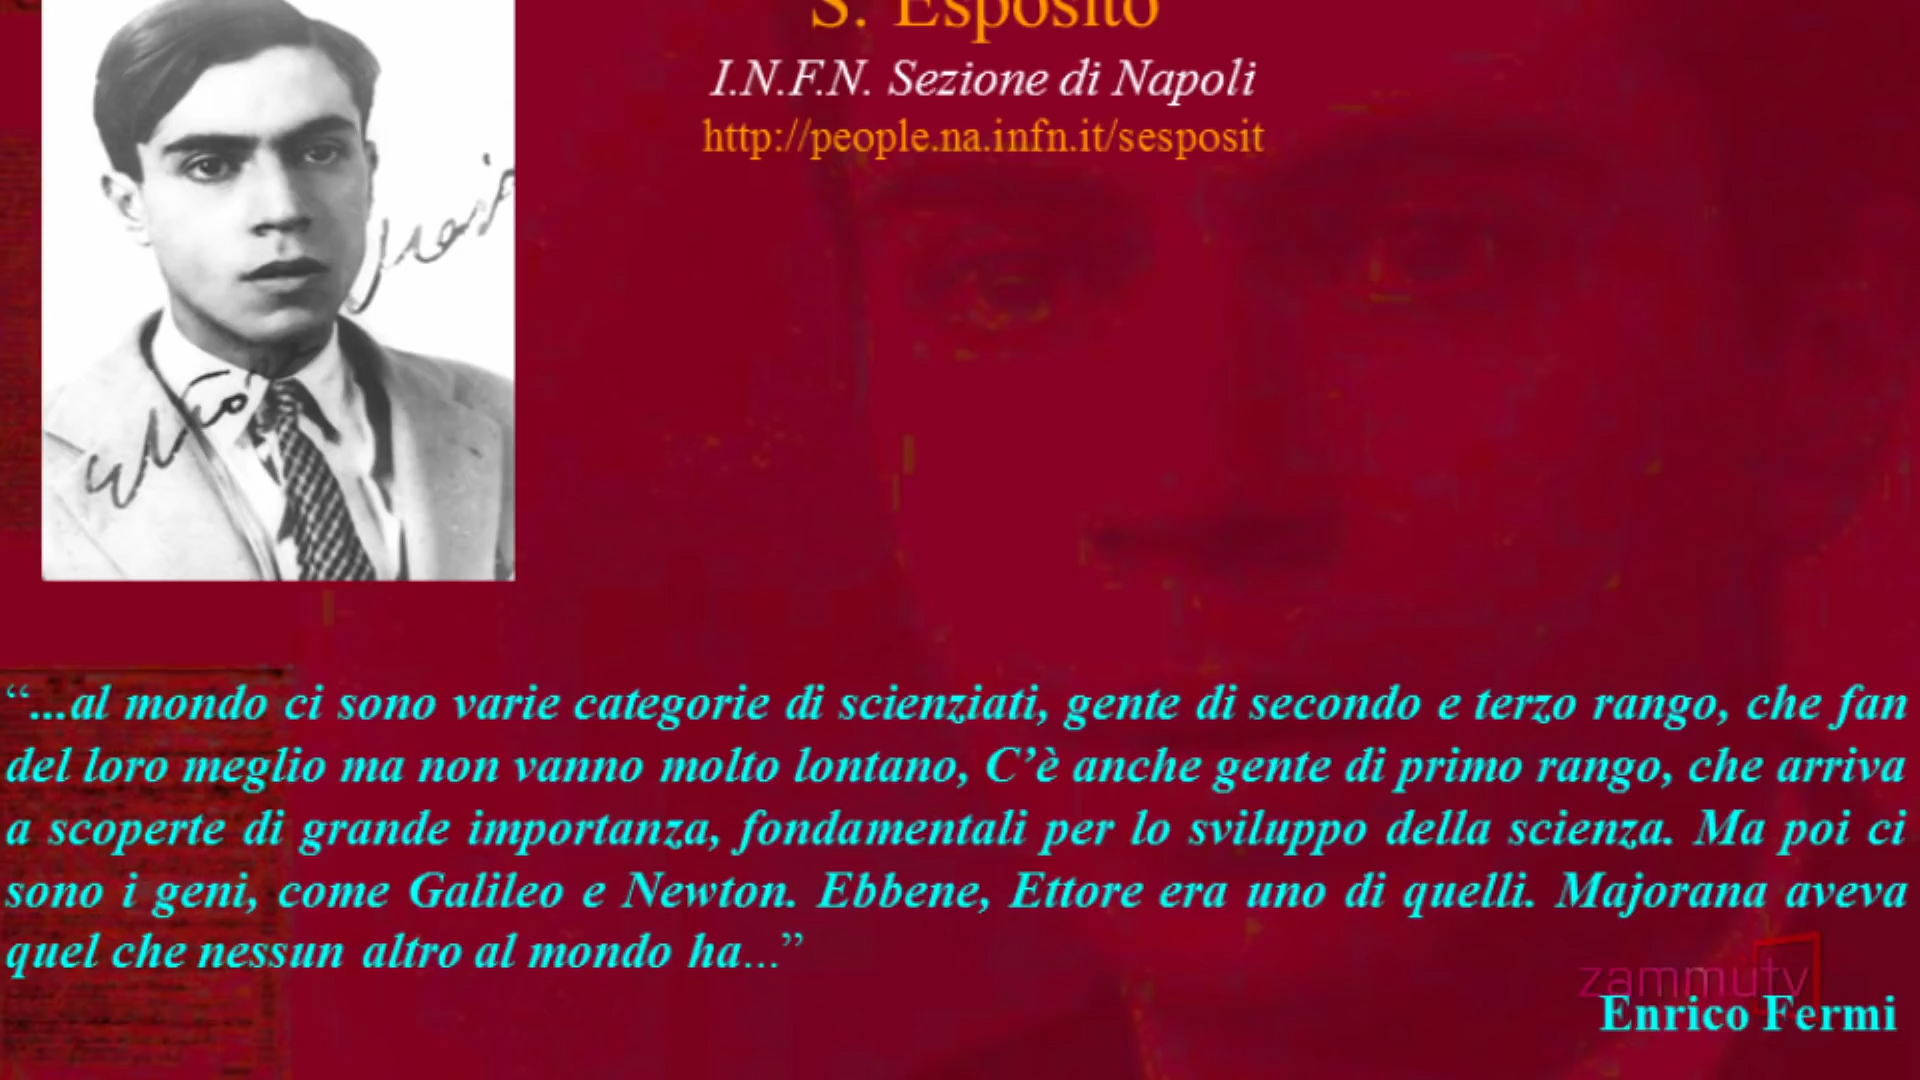 S. Esposito
I.N.F.N. Sezione di Napoli
http://people.na.infn.it/sesposit
Ettore
“...al mondo ci sono varie categorie di scienziati, gente di secondo e terzo rango, che fan
del loro meglio ma non vanno molto lontano, C’è anche gente di primo rango, che arriva
a scoperte di grande importanza, fondamentali per lo sviluppo della scienza. Ma poi ci
sono i geni, come Galileo e Newton. Ebbene, Ettore era uno di quelli. Majorana aveva
quel che nessun altro al mondo ha...”
zammutv
Enrico Fermi